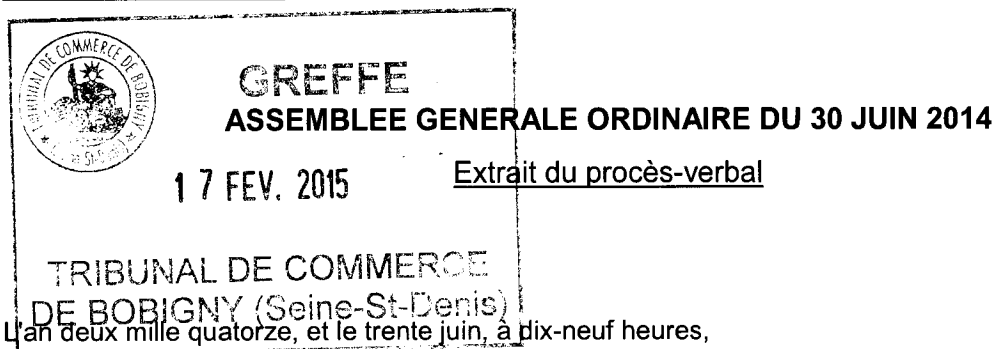 TRIBUNAL DE COMMERCE DE BOBIGNY
GREFFE
ASSEMBLEE GENERALE ORDINAIRE DU 30 JUIN 2014
17 FEV. 2015
Extrait du procès-verbal
TRIBUNAL DE COMMERCE
DE BOBIGNY (Seine-St-Denis)
L'an deux mille quatorze, et le trente juin, à dix-neuf heures,